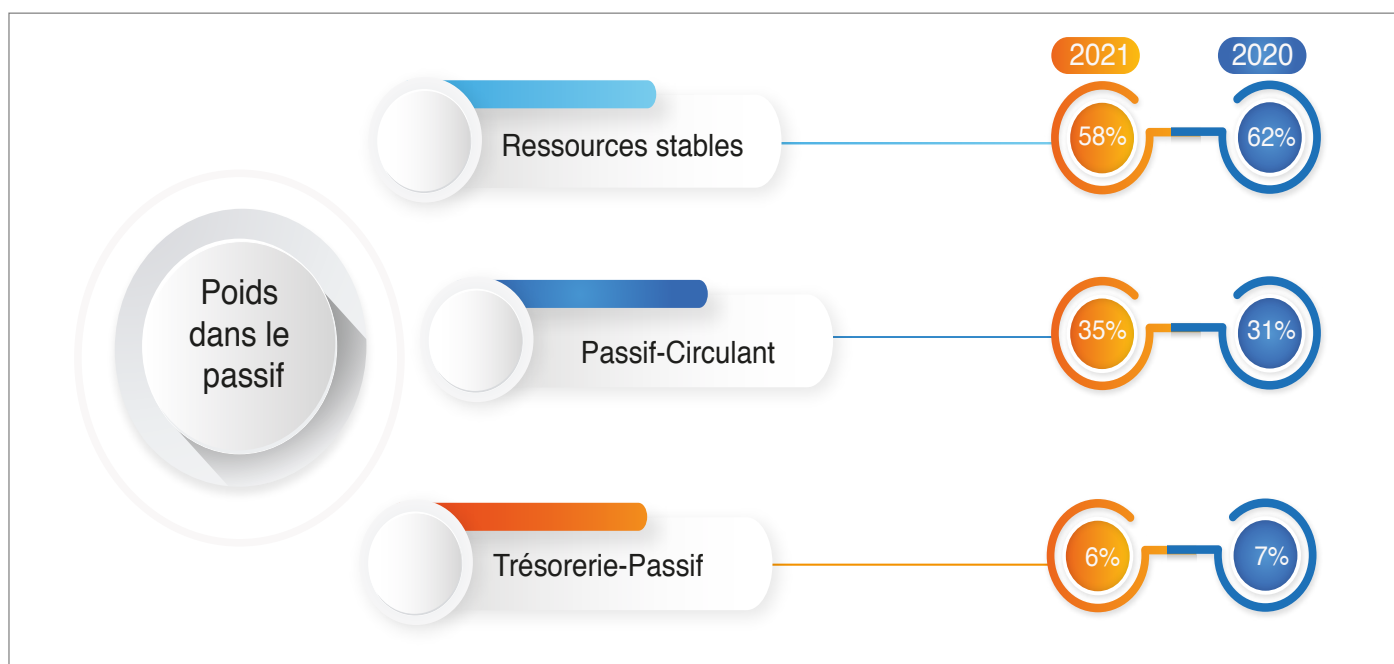 2021 2020
Ressources stables 58% 62%
Poids
dans le
passif
Passif-Circulant 35% 31%
Trésorerie-Passif 6% 7%